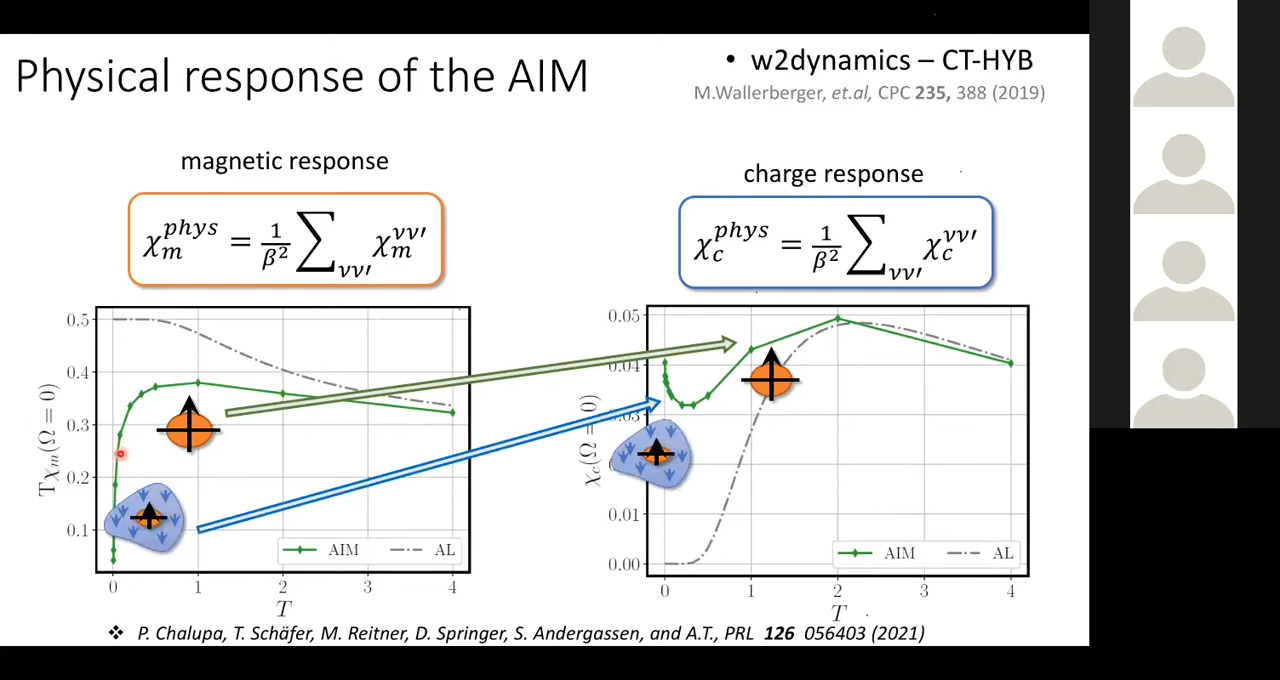 Physical response of the AIM
• w2dynamics – CT-HYB
M.Wallerberger, et.al, CPC 235, 388 (2019)
magnetic response
χ_m^{phys} = 1/β² ∑_{νν′} χ_m^{νν′}
charge response
χ_c^{phys} = 1/β² ∑_{νν′} χ_c^{νν′}
0.5
0.4
0.3
0.2
0.1
Tχ_m(Ω = 0)
0 1 2 3 4
T
AIM AL
0.05
0.04
0.03
0.01
0.00
χ_c(Ω = 0)
0 1 2 3 4
T
AIM AL
❖ P. Chalupa, T. Schäfer, M. Reitner, D. Springer, S. Andergassen, and A.T., PRL 126 056403 (2021)